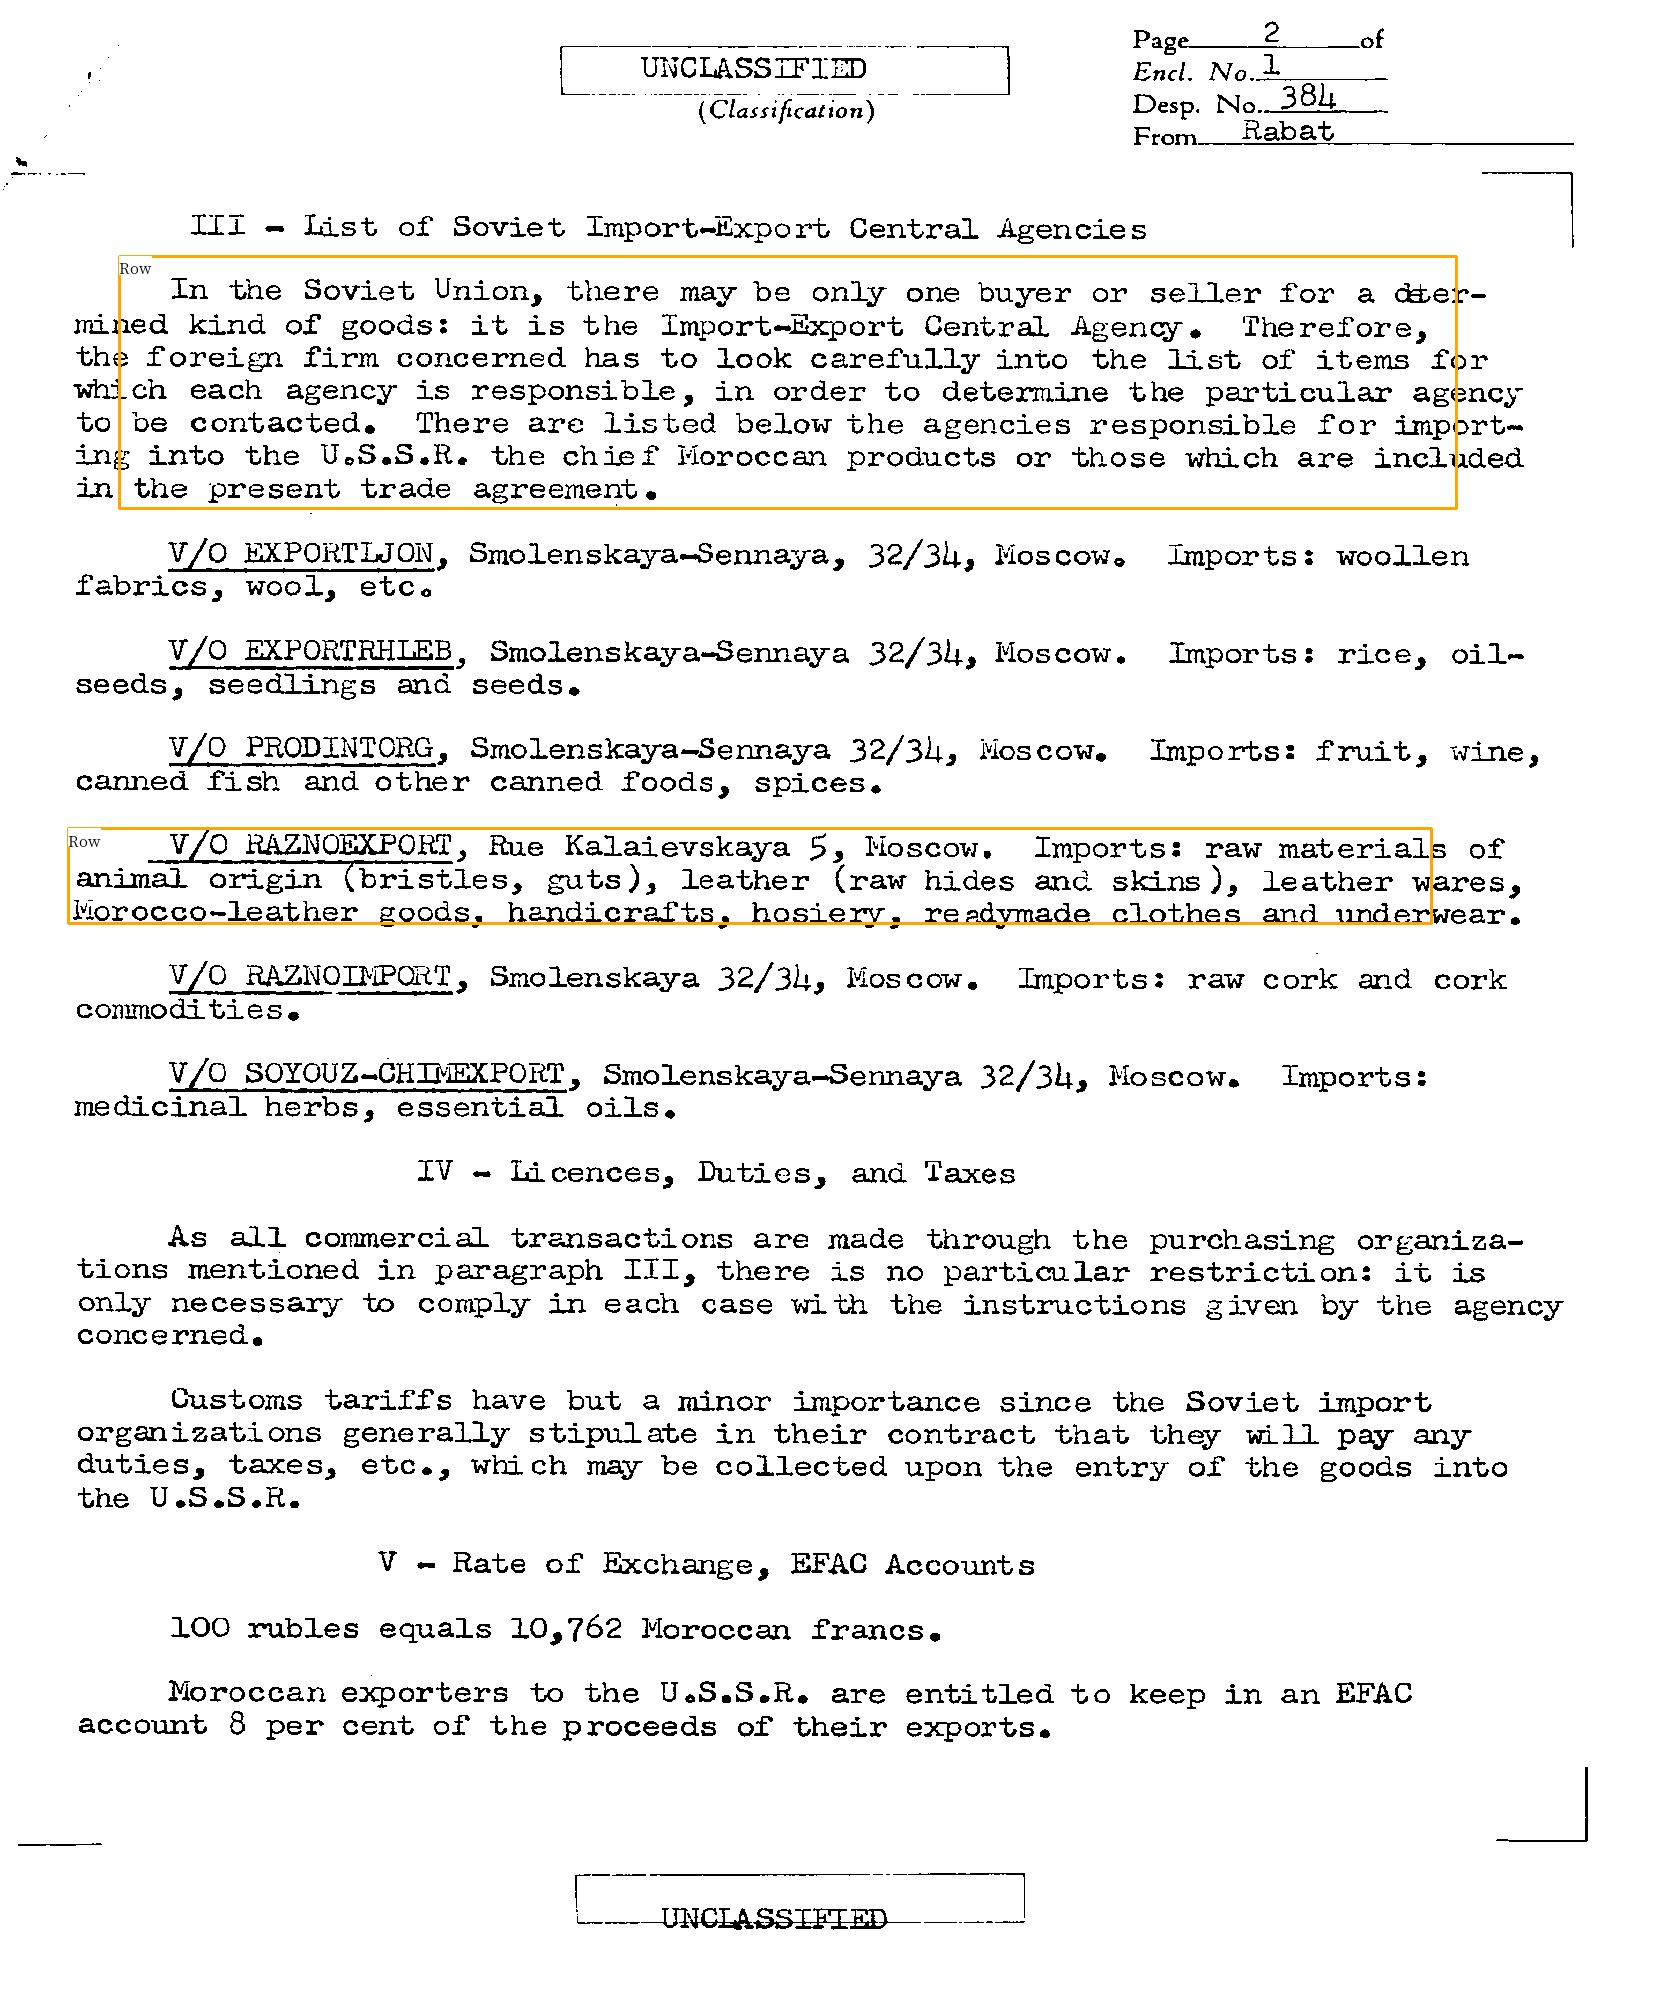 UNCLASSIFIED
(Classification)
Page 2 of
Encl. No. 1
Desp. No. 384
From Rabat
III - List of Soviet Import-Export Central Agencies
Row
In the Soviet Union, there may be only one buyer or seller for a deter-
mined kind of goods: it is the Import-Export Central Agency. Therefore,
the foreign firm concerned has to look carefully into the list of items for
which each agency is responsible, in order to determine the particular agency
to be contacted. There are listed below the agencies responsible for import-
ing into the U.S.S.R. the chief Moroccan products or those which are included
in the present trade agreement.
V/O EXPORTLJON, Smolenskaya-Sennaya, 32/34, Moscow. Imports: woollen
fabrics, wool, etc.
V/O EXPORTRHLEB, Smolenskaya-Sennaya 32/34, Moscow. Imports: rice, oil-
seeds, seedlings and seeds.
V/O PRODINTORG, Smolenskaya-Sennaya 32/34, Moscow. Imports: fruit, wine,
canned fish and other canned foods, spices.
Row
V/O RAZNOEXPORT, Rue Kalaievskaya 5, Moscow. Imports: raw materials of
animal origin (bristles, guts), leather (raw hides and skins), leather wares,
Morocco-leather goods, handicrafts, hosiery, readymade clothes and underwear.
V/O RAZNOIMPORT, Smolenskaya 32/34, Moscow. Imports: raw cork and cork
commodities.
V/O SOYOUZ-CHIMEXPORT, Smolenskaya-Sennaya 32/34, Moscow. Imports:
medicinal herbs, essential oils.
IV - Licences, Duties, and Taxes
As all commercial transactions are made through the purchasing organiza-
tions mentioned in paragraph III, there is no particular restriction: it is
only necessary to comply in each case with the instructions given by the agency
concerned.
Customs tariffs have but a minor importance since the Soviet import
organizations generally stipulate in their contract that they will pay any
duties, taxes, etc., which may be collected upon the entry of the goods into
the U.S.S.R.
V - Rate of Exchange, EFAC Accounts
100 rubles equals 10,762 Moroccan francs.
Moroccan exporters to the U.S.S.R. are entitled to keep in an EFAC
account 8 per cent of the proceeds of their exports.
UNCLASSIFIED